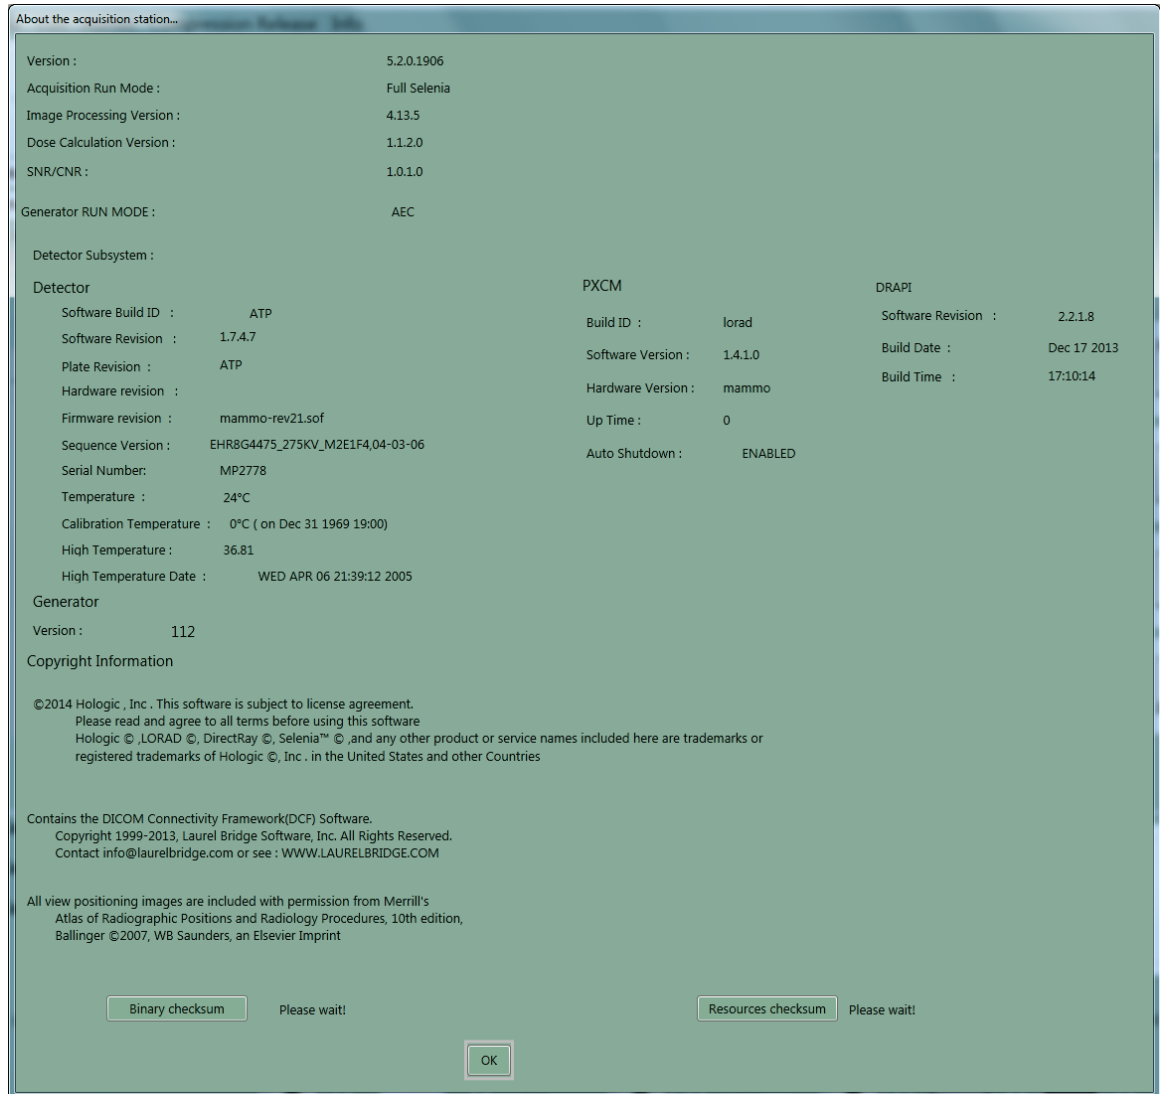 About the acquisition station...
Version : 5.2.0.1906
Acquisition Run Mode : Full Selenia
Image Processing Version : 4.13.5
Dose Calculation Version : 1.1.2.0
SNR/CNR : 1.0.1.0
Generator RUN MODE : AEC
Detector Subsystem :
Detector
Software Build ID : ATP
Software Revision : 1.7.4.7
Plate Revision : ATP
Hardware revision :
Firmware revision : mammo-rev21.sof
Sequence Version : EHR8G4475_275KV_M2E1F4,04-03-06
Serial Number: MP2778
Temperature : 24°C
Calibration Temperature : 0°C ( on Dec 31 1969 19:00)
High Temperature : 36.81
High Temperature Date : WED APR 06 21:39:12 2005
PXCM
Build ID : lorad
Software Version : 1.4.1.0
Hardware Version : mammo
Up Time : 0
Auto Shutdown : ENABLED
DRAPI
Software Revision : 2.2.1.8
Build Date : Dec 17 2013
Build Time : 17:10:14
Generator
Version : 112
Copyright Information
©2014 Hologic , Inc . This software is subject to license agreement.
Please read and agree to all terms before using this software
Hologic © ,LORAD ©, DirectRay ©, Selenia™ © ,and any other product or service names included here are trademarks or
registered trademarks of Hologic ©, Inc . in the United States and other Countries
Contains the DICOM Connectivity Framework(DCF) Software.
Copyright 1999-2013, Laurel Bridge Software, Inc. All Rights Reserved.
Contact info@laurelbridge.com or see : WWW.LAURELBRIDGE.COM
All view positioning images are included with permission from Merrill's
Atlas of Radiographic Positions and Radiology Procedures, 10th edition,
Ballinger ©2007, WB Saunders, an Elsevier Imprint
Binary checksum Please wait!
Resources checksum Please wait!
OK